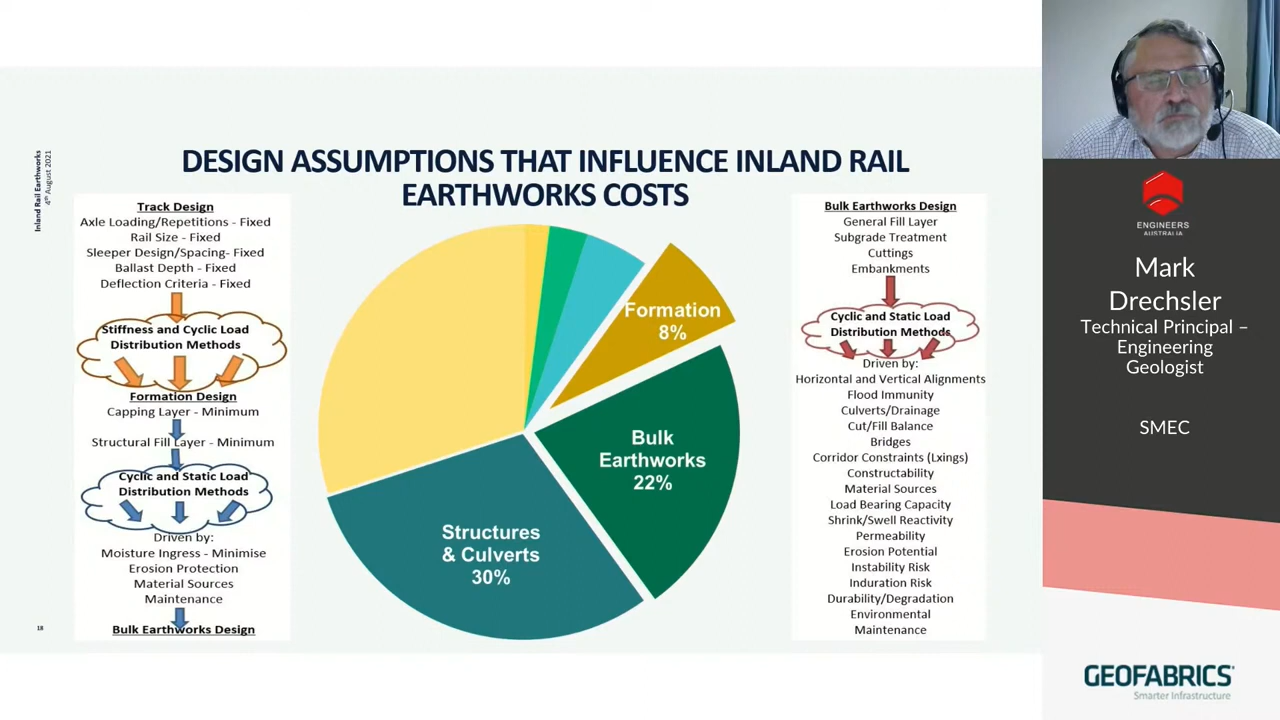 Inland Rail Earthworks
4th August 2021
DESIGN ASSUMPTIONS THAT INFLUENCE INLAND RAIL
EARTHWORKS COSTS
Track Design
Axle Loading/Repetitions - Fixed
Rail Size - Fixed
Sleeper Design/Spacing- Fixed
Ballast Depth - Fixed
Deflection Criteria - Fixed
Stiffness and Cyclic Load
Distribution Methods
Formation Design
Capping Layer - Minimum
Structural Fill Layer - Minimum
Cyclic and Static Load
Distribution Methods
Driven by:
Moisture Ingress - Minimise
Erosion Protection
Material Sources
Maintenance
Bulk Earthworks Design
18
Formation
8%
Bulk
Earthworks
22%
Structures
& Culverts
30%
Bulk Earthworks Design
General Fill Layer
Subgrade Treatment
Cuttings
Embankments
Cyclic and Static Load
Distribution Methods
Driven by:
Horizontal and Vertical Alignments
Flood Immunity
Culverts/Drainage
Cut/Fill Balance
Bridges
Corridor Constraints (Lxings)
Constructability
Material Sources
Load Bearing Capacity
Shrink/Swell Reactivity
Permeability
Erosion Potential
Instability Risk
Induration Risk
Durability/Degradation
Environmental
Maintenance
ENGINEERS
AUSTRALIA
Mark
Drechsler
Technical Principal –
Engineering
Geologist
SMEC
GEOFABRICS
Smarter Infrastructure